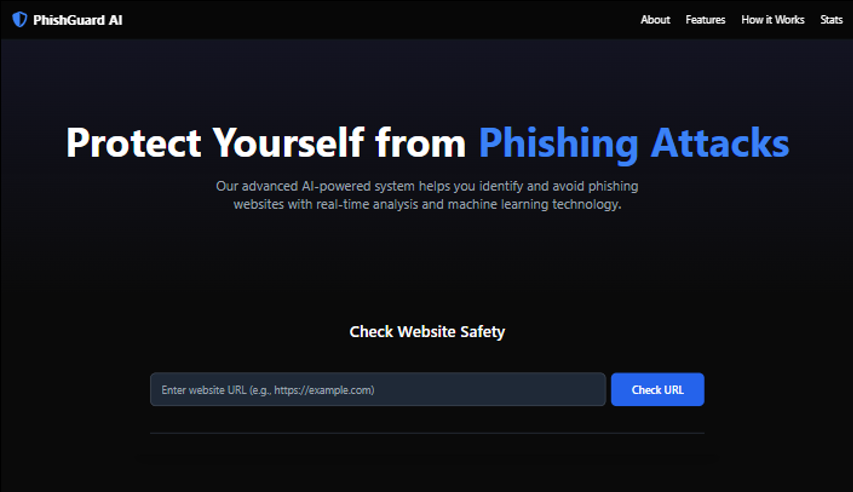 PhishGuard AI
About Features How it Works Stats
Protect Yourself from Phishing Attacks
Our advanced AI-powered system helps you identify and avoid phishing
websites with real-time analysis and machine learning technology.
Check Website Safety
Enter website URL (e.g., https://example.com)
Check URL